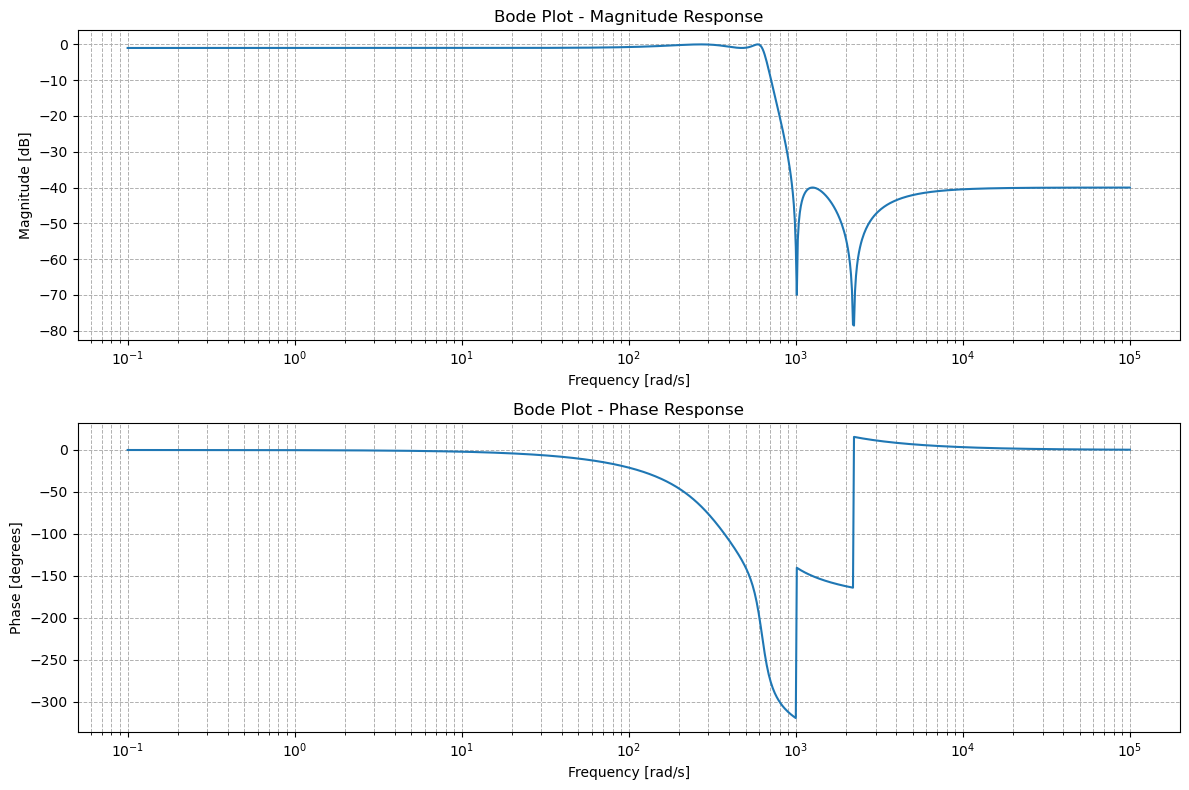 Bode Plot - Magnitude Response
Magnitude [dB]
0
−10
−20
−30
−40
−50
−60
−70
−80
10⁻¹ 10⁰ 10¹ 10² 10³ 10⁴ 10⁵
Frequency [rad/s]
Bode Plot - Phase Response
Phase [degrees]
0
−50
−100
−150
−200
−250
−300
10⁻¹ 10⁰ 10¹ 10² 10³ 10⁴ 10⁵
Frequency [rad/s]